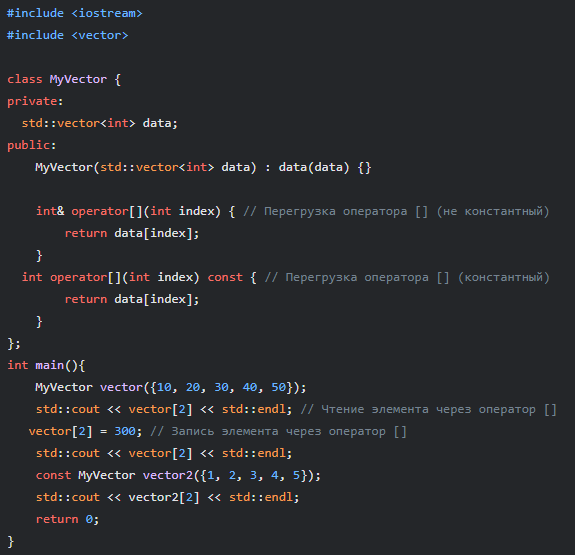 #include <iostream>
#include <vector>

class MyVector {
private:
  std::vector<int> data;
public:
    MyVector(std::vector<int> data) : data(data) {}

    int& operator[](int index) { // Перегрузка оператора [] (не константный)
        return data[index];
    }
  int operator[](int index) const { // Перегрузка оператора [] (константный)
        return data[index];
    }
};
int main(){
    MyVector vector({10, 20, 30, 40, 50});
    std::cout << vector[2] << std::endl; // Чтение элемента через оператор []
   vector[2] = 300; // Запись элемента через оператор []
    std::cout << vector[2] << std::endl;
    const MyVector vector2({1, 2, 3, 4, 5});
    std::cout << vector2[2] << std::endl;
    return 0;
}